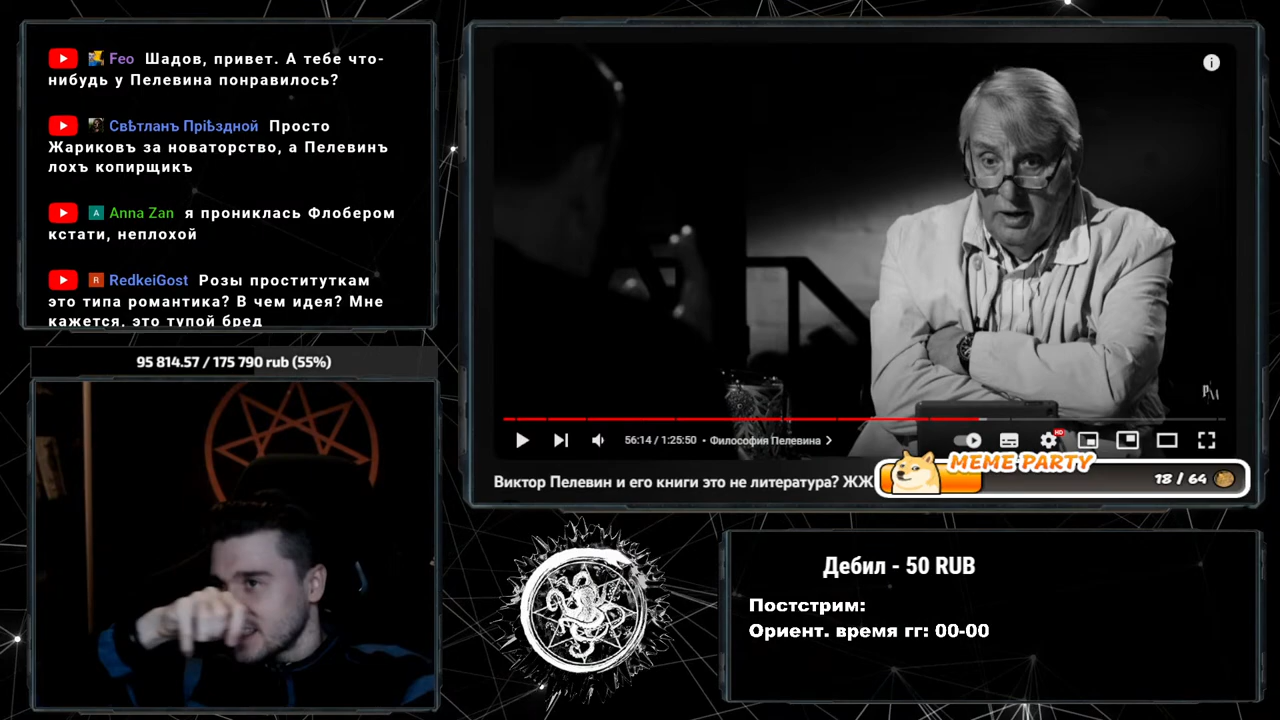 Feo Шадов, привет. А тебе что-
нибудь у Пелевина понравилось?
Свѣтланъ Прiѣздной Просто
Жариковъ за новаторство, а Пелевинъ
лохъ копирщикъ
A Anna Zan я прониклась Флобером
кстати, неплохой
R RedkeiGost Розы проституткам
это типа романтика? В чем идея? Мне
кажется, это тупой бред
95 814.57 / 175 790 rub (55%)
56:14 / 1:25:50 • Философия Пелевина
HD
Виктор Пелевин и его книги это не литература? ЖЖ
MEME PARTY
18 / 64
Дебил - 50 RUB
Постстрим:
Ориент. время гг: 00-00